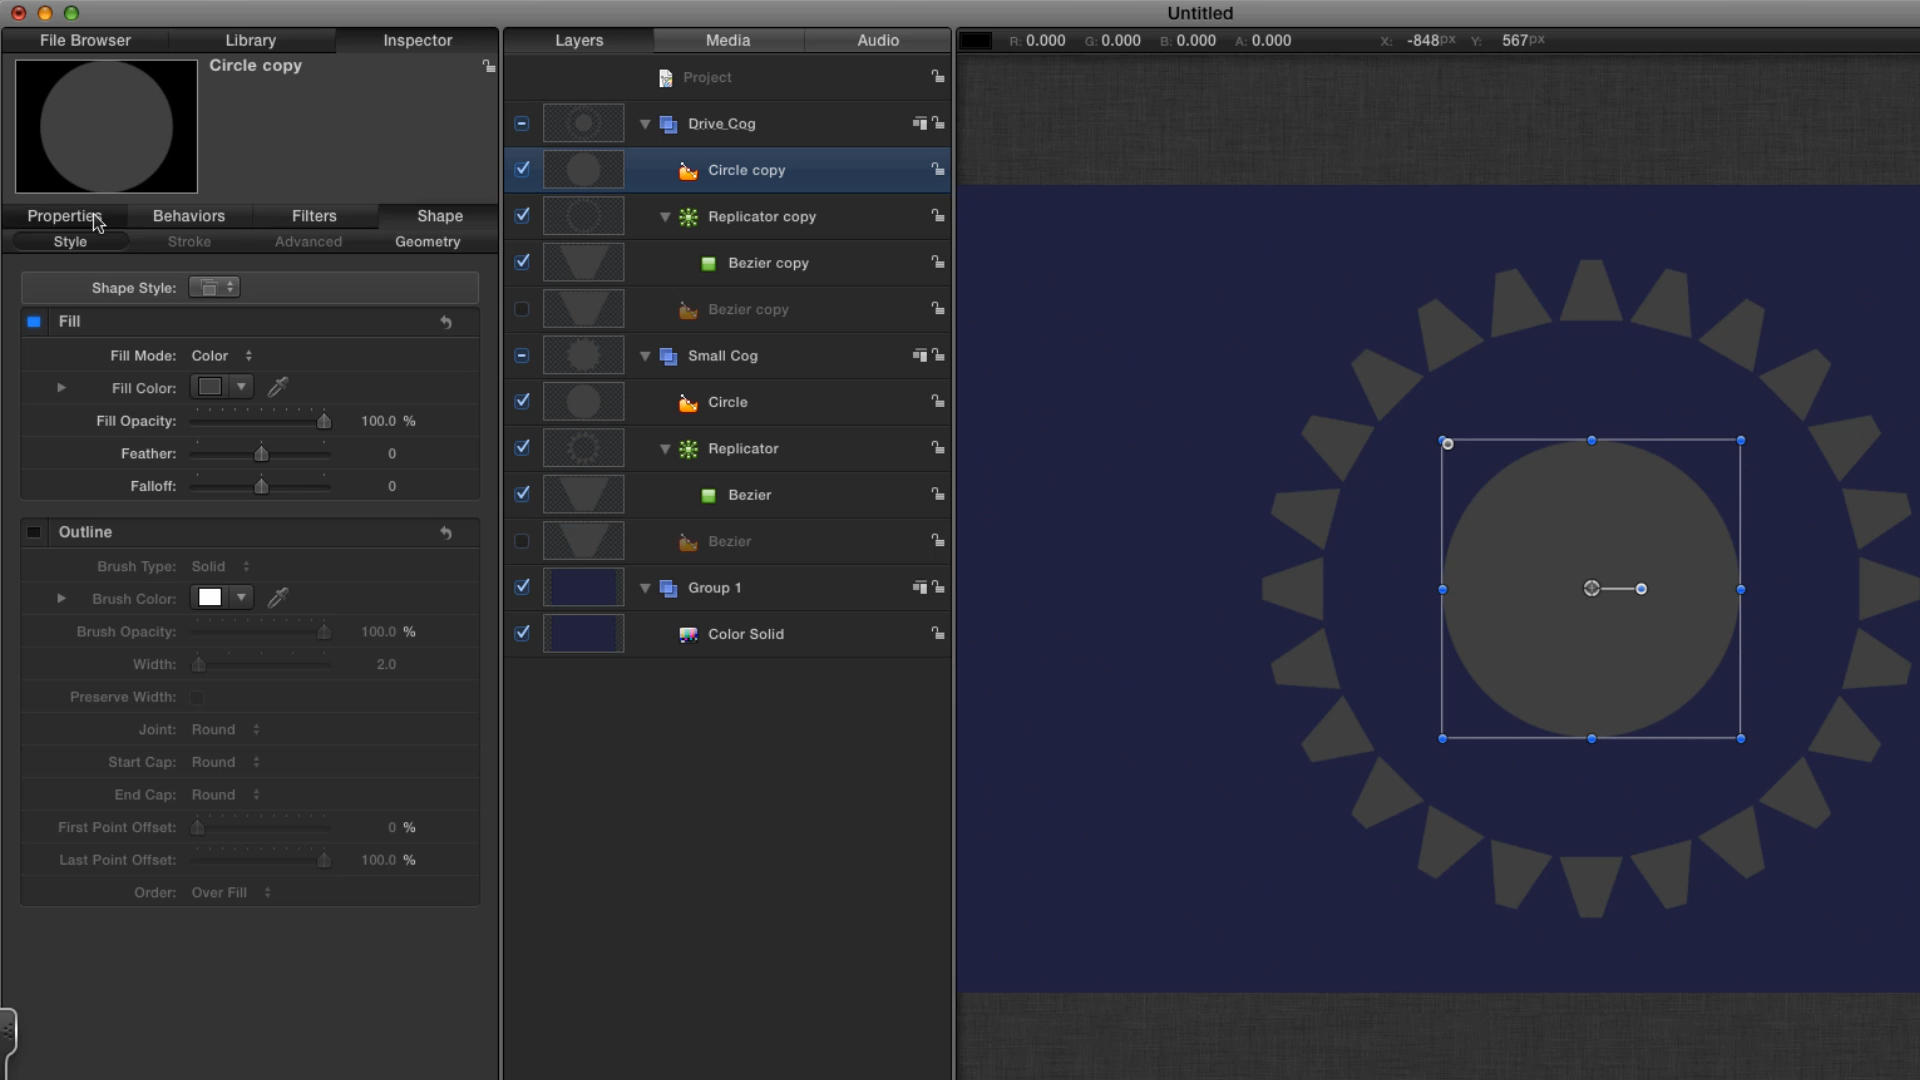 Untitled
File Browser
Library
Inspector
Layers
Media
Audio
R: 0.000 G: 0.000 B: 0.000 A: 0.000 X: -848px Y: 567px
Circle copy
Properties
Behaviors
Filters
Shape
Style
Stroke
Advanced
Geometry
Shape Style:
Fill
Fill Mode: Color
Fill Color:
Fill Opacity: 100.0 %
Feather: 0
Falloff: 0
Outline
Brush Type: Solid
Brush Color:
Brush Opacity: 100.0 %
Width: 2.0
Preserve Width:
Joint: Round
Start Cap: Round
End Cap: Round
First Point Offset: 0 %
Last Point Offset: 100.0 %
Order: Over Fill
Project
Drive Cog
Circle copy
Replicator copy
Bezier copy
Bezier copy
Small Cog
Circle
Replicator
Bezier
Bezier
Group 1
Color Solid